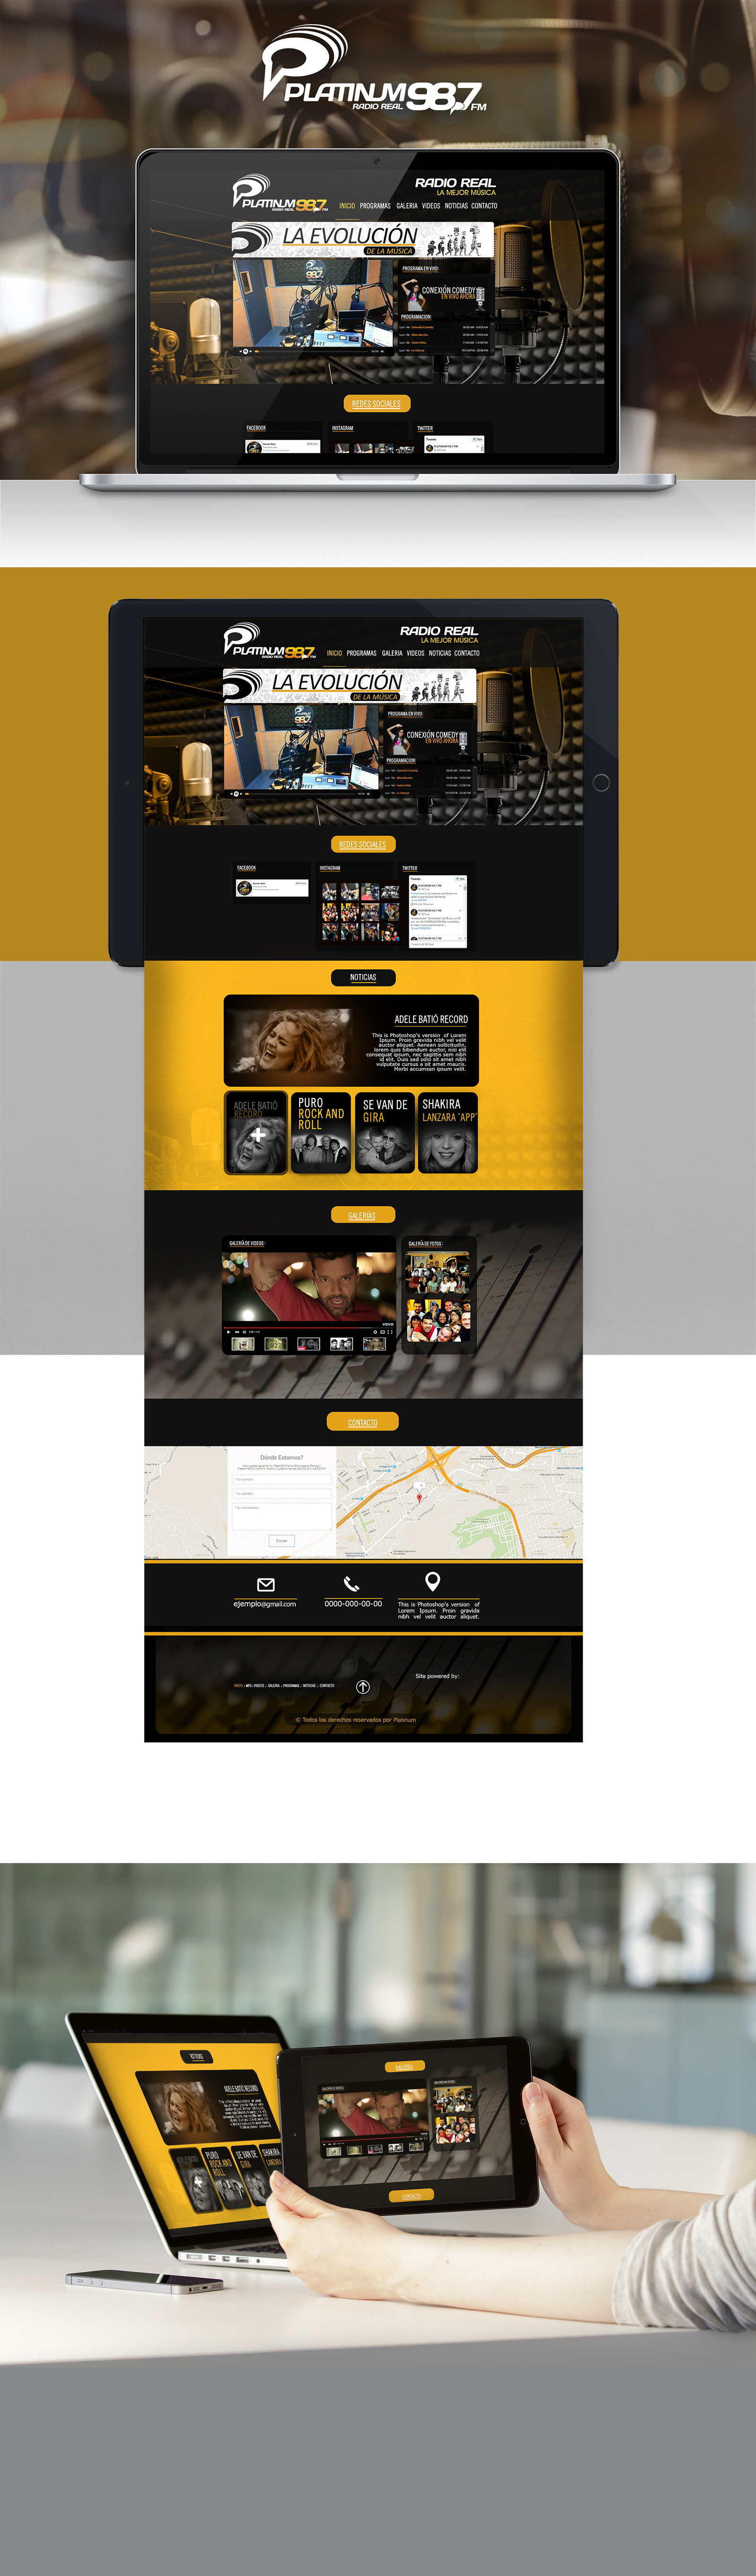 PLATINUM 98.7 FM
RADIO REAL
PLATINUM 98.7 FM
RADIO REAL
RADIO REAL
LA MEJOR MÚSICA
INICIO PROGRAMAS GALERIA VIDEOS NOTICIAS CONTACTO
LA EVOLUCIÓN
DE LA MÚSICA
PROGRAMA EN VIVO:
CONEXIÓN COMEDY
EN VIVO AHORA
PROGRAMACION:
REDES SOCIALES
FACEBOOK INSTAGRAM TWITTER
PLATINUM 98.7 FM
RADIO REAL
RADIO REAL
LA MEJOR MÚSICA
INICIO PROGRAMAS GALERIA VIDEOS NOTICIAS CONTACTO
LA EVOLUCIÓN
DE LA MÚSICA
PROGRAMA EN VIVO:
CONEXIÓN COMEDY
EN VIVO AHORA
PROGRAMACION:
REDES SOCIALES
FACEBOOK INSTAGRAM TWITTER
NOTICIAS
ADELE BATIÓ RECORD
This is Photoshop's version of Lorem
Ipsum. Proin gravida nibh vel velit
auctor aliquet. Aenean sollicitudin,
lorem quis bibendum auctor, nisi elit
consequat ipsum, nec sagittis sem nibh
id elit. Duis sed odio sit amet nibh
vulputate cursus a sit amet mauris.
Morbi accumsan ipsum velit.
ADELE BATIÓ
RECORD
PURO
ROCK AND
ROLL
SE VAN DE
GIRA
SHAKIRA
LANZARA `APP`
GALERÍAS
GALERÍA DE VIDEOS:
GALERÍA DE FOTOS:
vevo
CONTACTO
Dónde Estamos?
Enviar
ejemplo@gmail.com
0000-000-00-00
This is Photoshop's version of
Lorem Ipsum. Proin gravida
nibh vel velit auctor aliquet.
Site powered by:
© Todos los derechos reservados por Platinum
NOTICIAS
ADELE BATIÓ RECORD
ADELE BATIÓ
RECORD
PURO
ROCK AND
ROLL
SE VAN DE
GIRA
SHAKIRA
LANZARA
GALERÍAS
CONTACTO